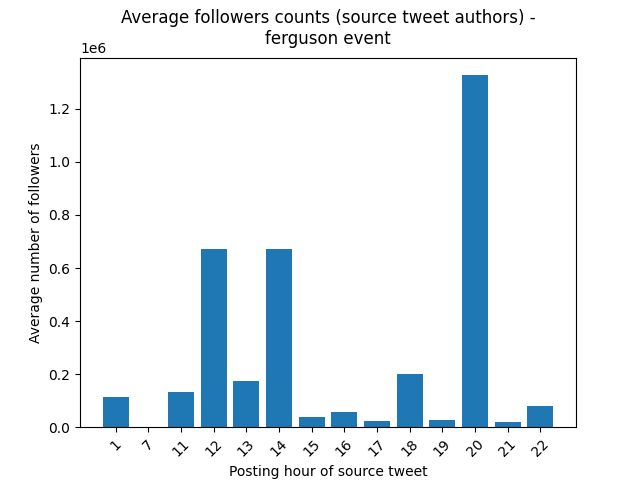 Average followers counts (source tweet authors) -
ferguson event
1e6
1.2
1.0
0.8
0.6
0.4
0.2
0.0
Average number of followers
1 7 11 12 13 14 15 16 17 18 19 20 21 22
Posting hour of source tweet